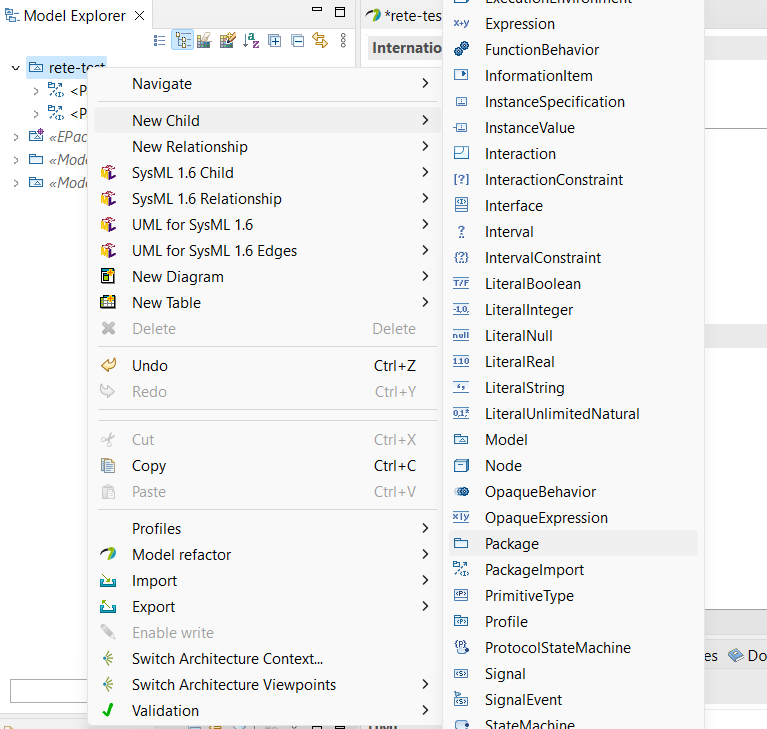 Model Explorer
*rete-tes
Internatio
rete-test
<P
<P
«EPac
«Mode
«Mode
Navigate
New Child
New Relationship
SysML 1.6 Child
SysML 1.6 Relationship
UML for SysML 1.6
UML for SysML 1.6 Edges
New Diagram
New Table
Delete Delete
Undo Ctrl+Z
Redo Ctrl+Y
Cut Ctrl+X
Copy Ctrl+C
Paste Ctrl+V
Profiles
Model refactor
Import
Export
Enable write
Switch Architecture Context...
Switch Architecture Viewpoints
Validation
ExecutionEnvironment
Expression
FunctionBehavior
InformationItem
InstanceSpecification
InstanceValue
Interaction
InteractionConstraint
Interface
Interval
IntervalConstraint
LiteralBoolean
LiteralInteger
LiteralNull
LiteralReal
LiteralString
LiteralUnlimitedNatural
Model
Node
OpaqueBehavior
OpaqueExpression
Package
PackageImport
PrimitiveType
Profile
ProtocolStateMachine
Signal
SignalEvent
StateMachine
es
Do